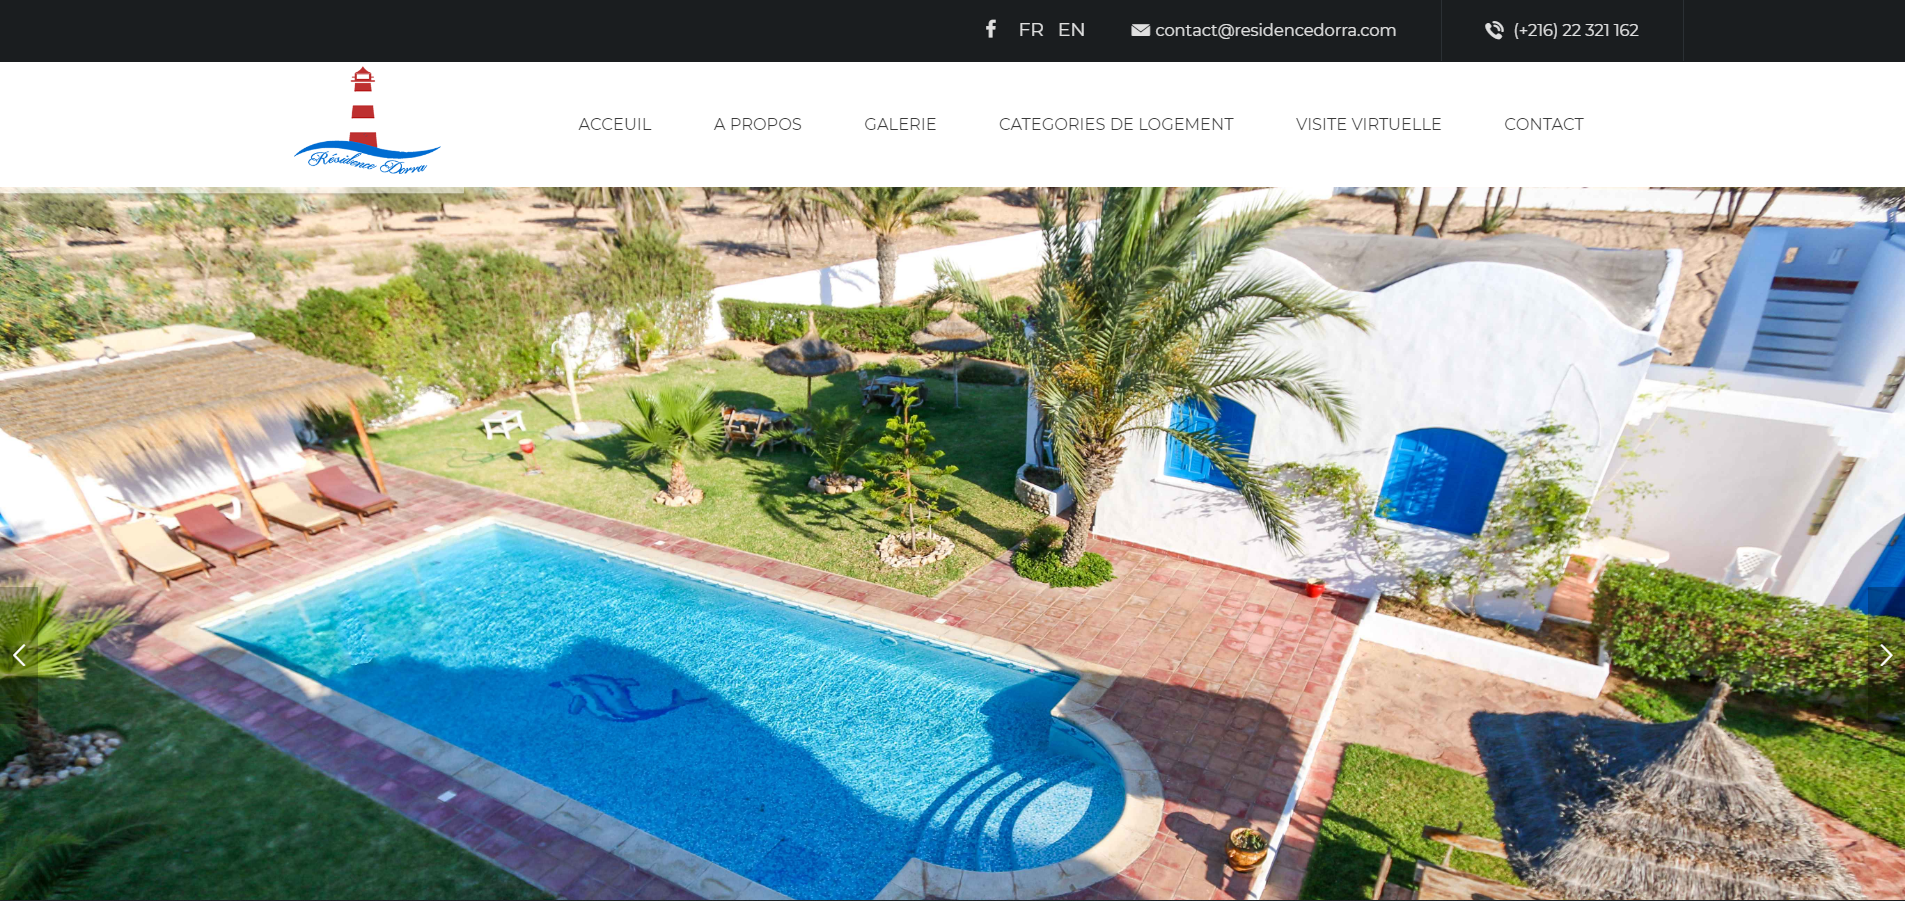 FR EN contact@residencedorra.com (+216) 22 321 162
Résidence Dorra
ACCEUIL A PROPOS GALERIE CATEGORIES DE LOGEMENT VISITE VIRTUELLE CONTACT